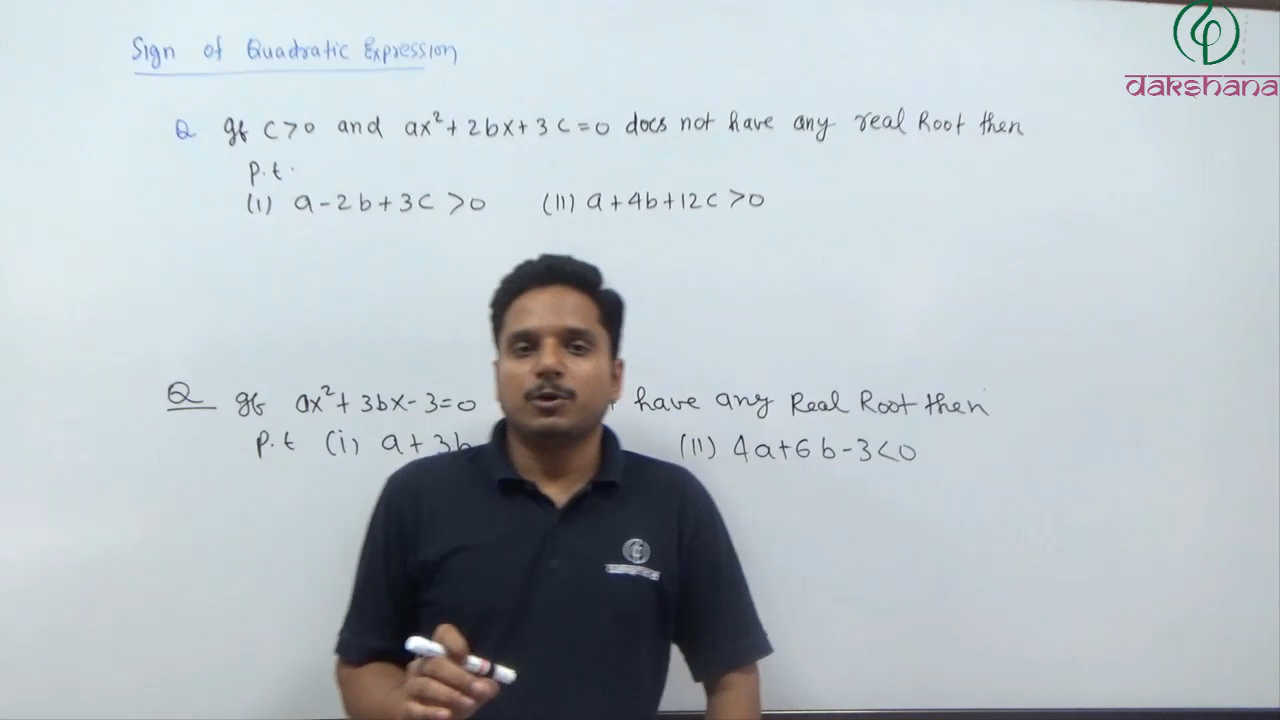 Sign of Quadratic Expression
dakshana
Q If c>0 and ax²+2bx+3c=0 does not have any real Root then
p.t.
(I) a-2b+3c>0 (II) a+4b+12c>0
Q If ax²+3bx-3=0 have any Real Root then
p.t (i) a+3b (II) 4a+6b-3<0